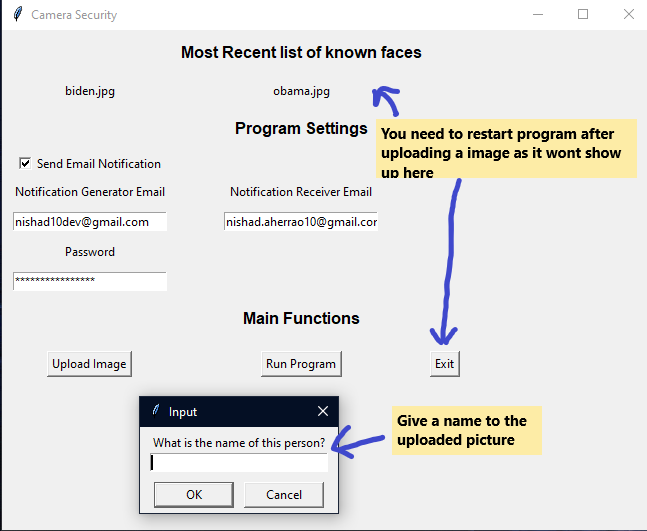 Camera Security
Most Recent list of known faces
biden.jpg
obama.jpg
You need to restart program after
uploading a image as it wont show
up here
Program Settings
Send Email Notification
Notification Generator Email
Notification Receiver Email
nishad10dev@gmail.com
nishad.aherrao10@gmail.cor
Password
****************
Main Functions
Upload Image
Run Program
Exit
Input
What is the name of this person?
OK
Cancel
Give a name to the
uploaded picture